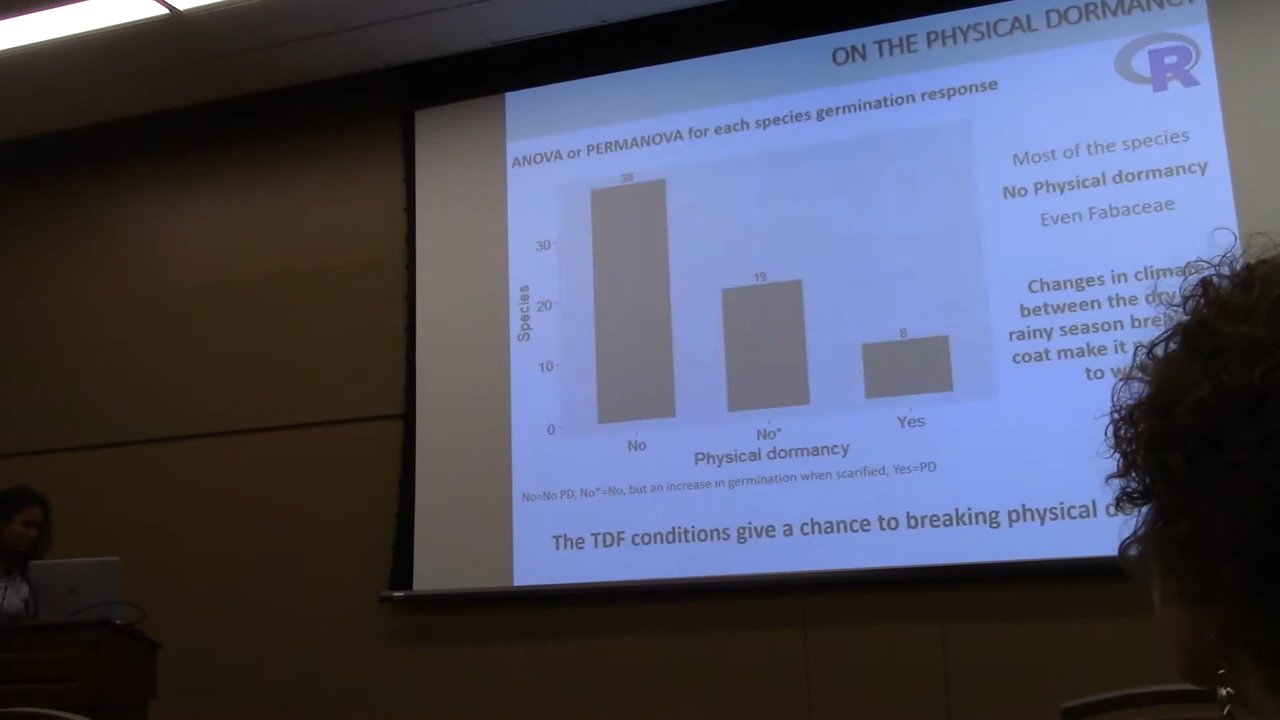 ON THE PHYSICAL DORMANCY
R
ANOVA or PERMANOVA for each species germination response
Most of the species
No Physical dormancy
Even Fabaceae
Changes in climate
between the dry
rainy season
coat make it
to
Species
30
20
10
0
38
19
8
No
No*
Yes
Physical dormancy
No=No PD, No*=No, but an increase in germination when scarified, Yes=PD
The TDF conditions give a chance to breaking physical